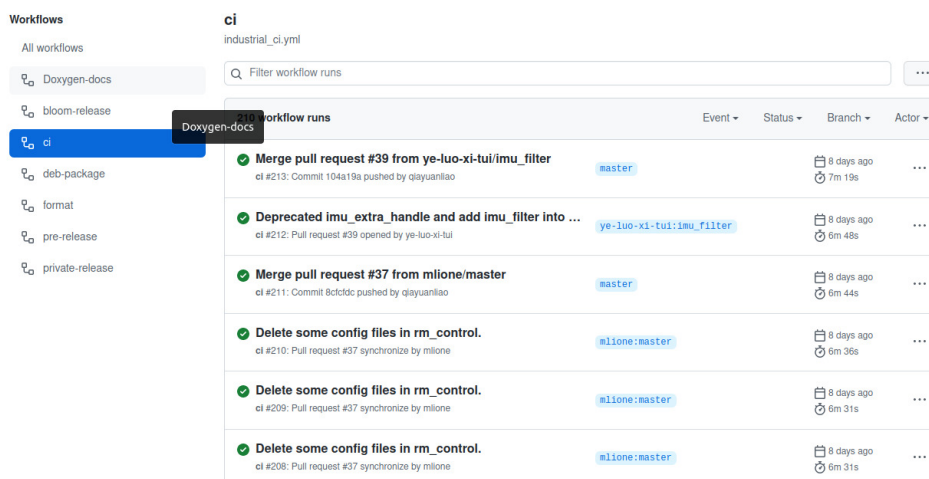 Workflows
All workflows
Doxygen-docs
bloom-release
ci
deb-package
format
pre-release
private-release
Doxygen-docs
ci
industrial_ci.yml
Filter workflow runs
210 workflow runs
Event Status Branch Actor
Merge pull request #39 from ye-luo-xi-tui/imu_filter
ci #213: Commit 104a19a pushed by qiayuanliao
master
8 days ago
7m 19s
Deprecated imu_extra_handle and add imu_filter into ...
ci #212: Pull request #39 opened by ye-luo-xi-tui
ye-luo-xi-tui:imu_filter
8 days ago
6m 48s
Merge pull request #37 from mlione/master
ci #211: Commit 8cfcfdc pushed by qiayuanliao
master
8 days ago
6m 44s
Delete some config files in rm_control.
ci #210: Pull request #37 synchronize by mlione
mlione:master
8 days ago
6m 36s
Delete some config files in rm_control.
ci #209: Pull request #37 synchronize by mlione
mlione:master
8 days ago
6m 31s
Delete some config files in rm_control.
ci #208: Pull request #37 synchronize by mlione
mlione:master
8 days ago
6m 31s